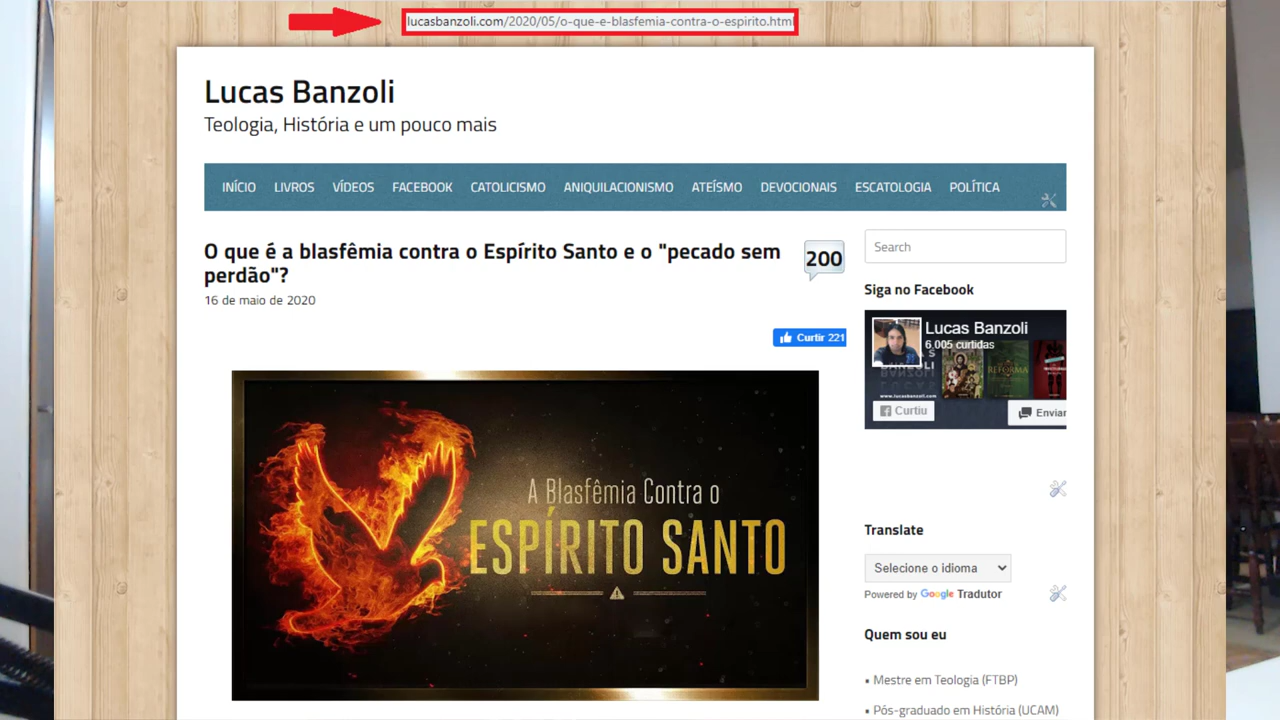 lucasbanzoli.com/2020/05/o-que-e-blasfemia-contra-o-espirito.html
Lucas Banzoli
Teologia, História e um pouco mais
INÍCIO LIVROS VÍDEOS FACEBOOK CATOLICISMO ANIQUILACIONISMO ATEÍSMO DEVOCIONAIS ESCATOLOGIA POLÍTICA
O que é a blasfêmia contra o Espírito Santo e o "pecado sem
perdão"?
200
16 de maio de 2020
Curtir 221
A Blasfêmia Contra o
ESPÍRITO SANTO
Search
Siga no Facebook
Lucas Banzoli
6.005 curtidas
REFORMA
www.lucasbanzoli.com
Curtiu
Enviar
Translate
Selecione o idioma
Powered by Google Tradutor
Quem sou eu
▪ Mestre em Teologia (FTBP)
▪ Pós-graduado em História (UCAM)